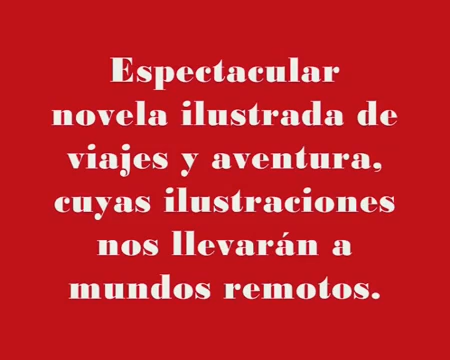 Espectacular
novela ilustrada de
viajes y aventura,
cuyas ilustraciones
nos llevarán a
mundos remotos.